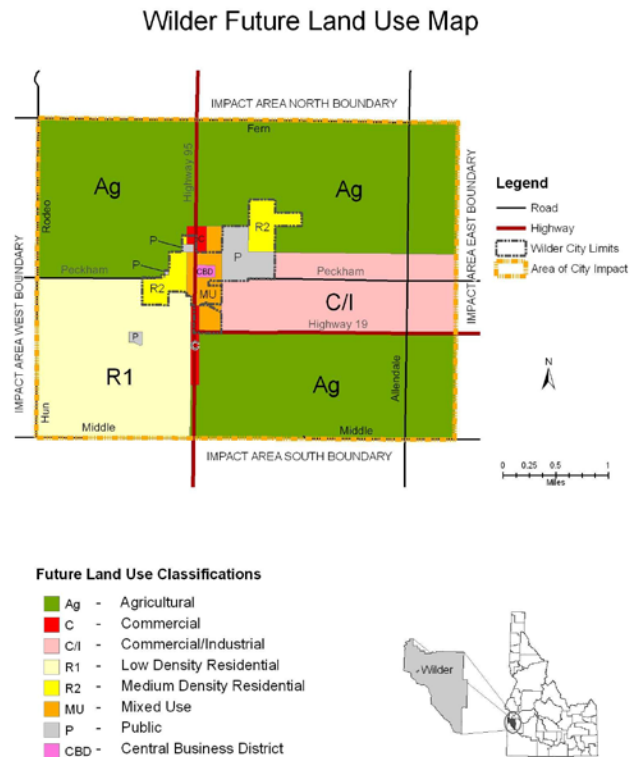 Wilder Future Land Use Map
IMPACT AREA NORTH BOUNDARY
Fern
Highway 95
Ag
Ag
Rodeo
IMPACT AREA WEST BOUNDARY
IMPACT AREA EAST BOUNDARY
R2
P
C
P
P
Peckham
CBD
Peckham
R2
MU
C/I
Highway 19
P
C
R1
Ag
Allendale
Hun
Middle
Middle
IMPACT AREA SOUTH BOUNDARY
Legend
Road
Highway
Wilder City Limits
Area of City Impact
N
0 0.25 0.5 1
Miles
Future Land Use Classifications
Ag - Agricultural
C - Commercial
C/I - Commercial/Industrial
R1 - Low Density Residential
R2 - Medium Density Residential
MU - Mixed Use
P - Public
CBD - Central Business District
Wilder